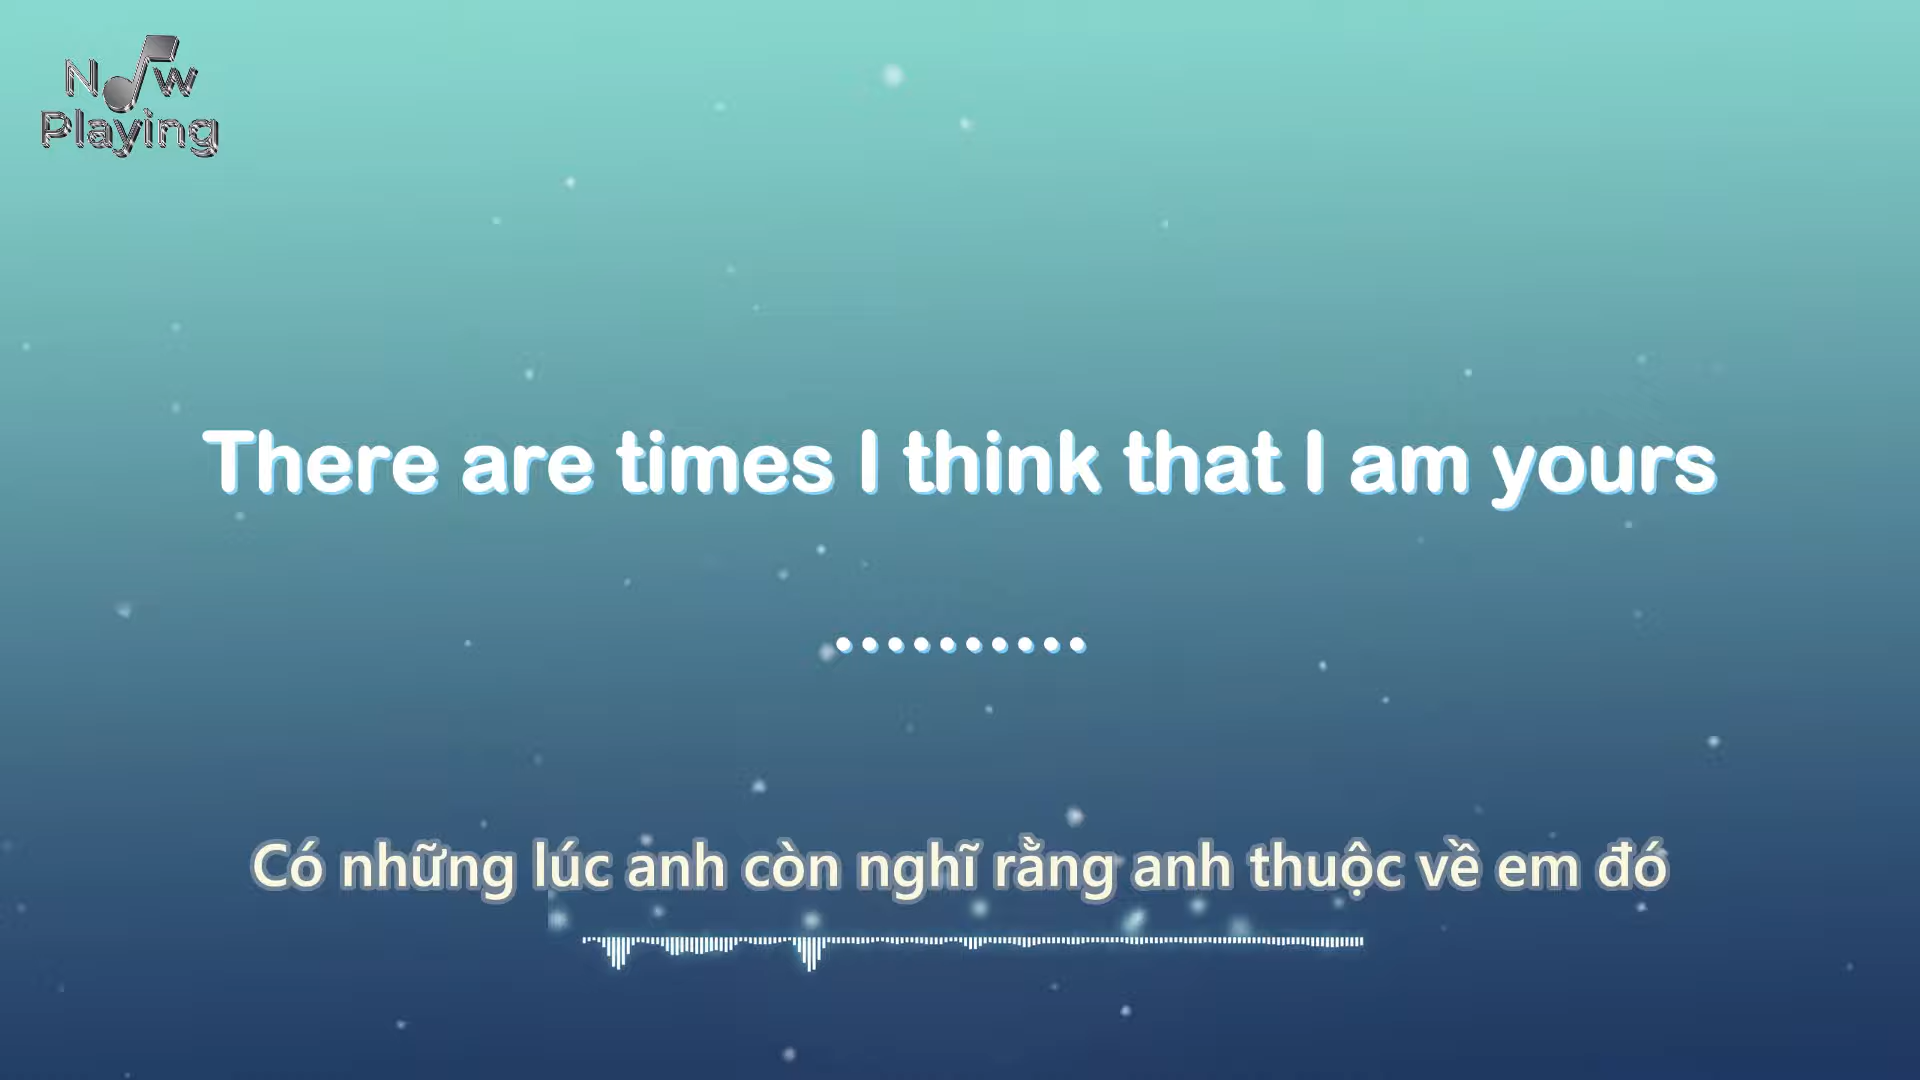 Now
Playing
There are times I think that I am yours
..........
Có những lúc anh còn nghĩ rằng anh thuộc về em đó